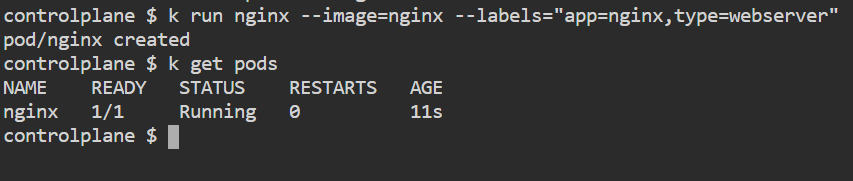 controlplane $ k run nginx --image=nginx --labels="app=nginx,type=webserver"
pod/nginx created
controlplane $ k get pods
NAME    READY   STATUS    RESTARTS   AGE
nginx   1/1     Running   0          11s
controlplane $